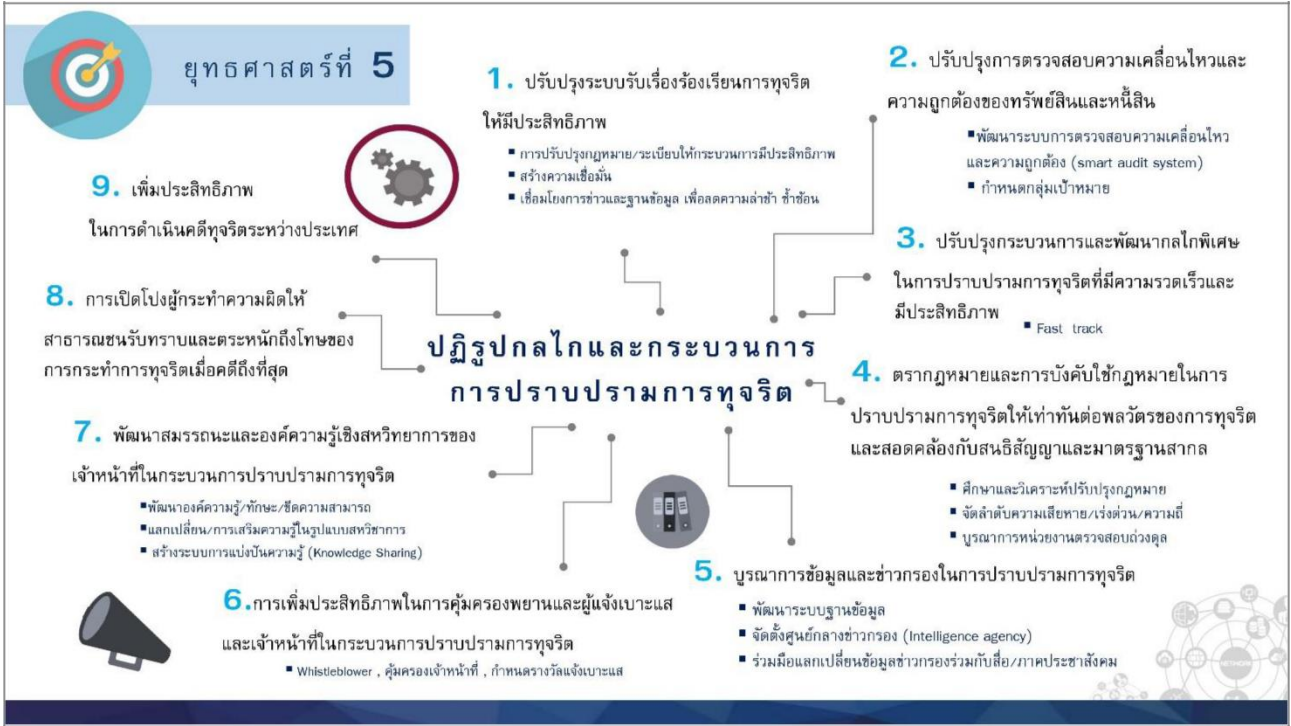 ยุทธศาสตร์ที่ 5
1. ปรับปรุงระบบรับเรื่องร้องเรียนการทุจริต
ให้มีประสิทธิภาพ
▪ การปรับปรุงกฎหมาย/ระเบียบให้กระบวนการมีประสิทธิภาพ
▪ สร้างความเชื่อมั่น
▪ เชื่อมโยงการข่าวและฐานข้อมูล เพื่อลดความล่าช้า ซ้ำซ้อน
2. ปรับปรุงการตรวจสอบความเคลื่อนไหวและ
ความถูกต้องของทรัพย์สินและหนี้สิน
▪พัฒนาระบบการตรวจสอบความเคลื่อนไหว
และความถูกต้อง (smart audit system)
▪ กำหนดกลุ่มเป้าหมาย
3. ปรับปรุงกระบวนการและพัฒนากลไกพิเศษ
ในการปราบปรามการทุจริตที่มีความรวดเร็วและ
มีประสิทธิภาพ
▪ Fast track
ปฏิรูปกลไกและกระบวนการ
การปราบปรามการทุจริต
4. ตรากฎหมายและการบังคับใช้กฎหมายในการ
ปราบปรามการทุจริตให้เท่าทันต่อพลวัตรของการทุจริต
และสอดคล้องกับสนธิสัญญาและมาตรฐานสากล
▪ ศึกษาและวิเคราะห์ปรับปรุงกฎหมาย
▪ จัดลำดับความเสียหาย/เร่งด่วน/ความถี่
▪ บูรณาการหน่วยงานตรวจสอบถ่วงดุล
5. บูรณาการข้อมูลและข่าวกรองในการปราบปรามการทุจริต
▪ พัฒนาระบบฐานข้อมูล
▪ จัดตั้งศูนย์กลางข่าวกรอง (Intelligence agency)
▪ ร่วมมือแลกเปลี่ยนข้อมูลข่าวกรองร่วมกับสื่อ/ภาคประชาสังคม
6.การเพิ่มประสิทธิภาพในการคุ้มครองพยานและผู้แจ้งเบาะแส
และเจ้าหน้าที่ในกระบวนการปราบปรามการทุจริต
▪ Whistleblower , คุ้มครองเจ้าหน้าที่ , กำหนดรางวัลแจ้งเบาะแส
7. พัฒนาสมรรถนะและองค์ความรู้เชิงสหวิทยาการของ
เจ้าหน้าที่ในกระบวนการปราบปรามการทุจริต
▪พัฒนาองค์ความรู้/ทักษะ/ขีดความสามารถ
▪แลกเปลี่ยน/การเสริมความรู้ในรูปแบบสหวิชาการ
▪ สร้างระบบการแบ่งปันความรู้ (Knowledge Sharing)
8. การเปิดโปงผู้กระทำความผิดให้
สาธารณชนรับทราบและตระหนักถึงโทษของ
การกระทำการทุจริตเมื่อคดีถึงที่สุด
9. เพิ่มประสิทธิภาพ
ในการดำเนินคดีทุจริตระหว่างประเทศ
NETWORK